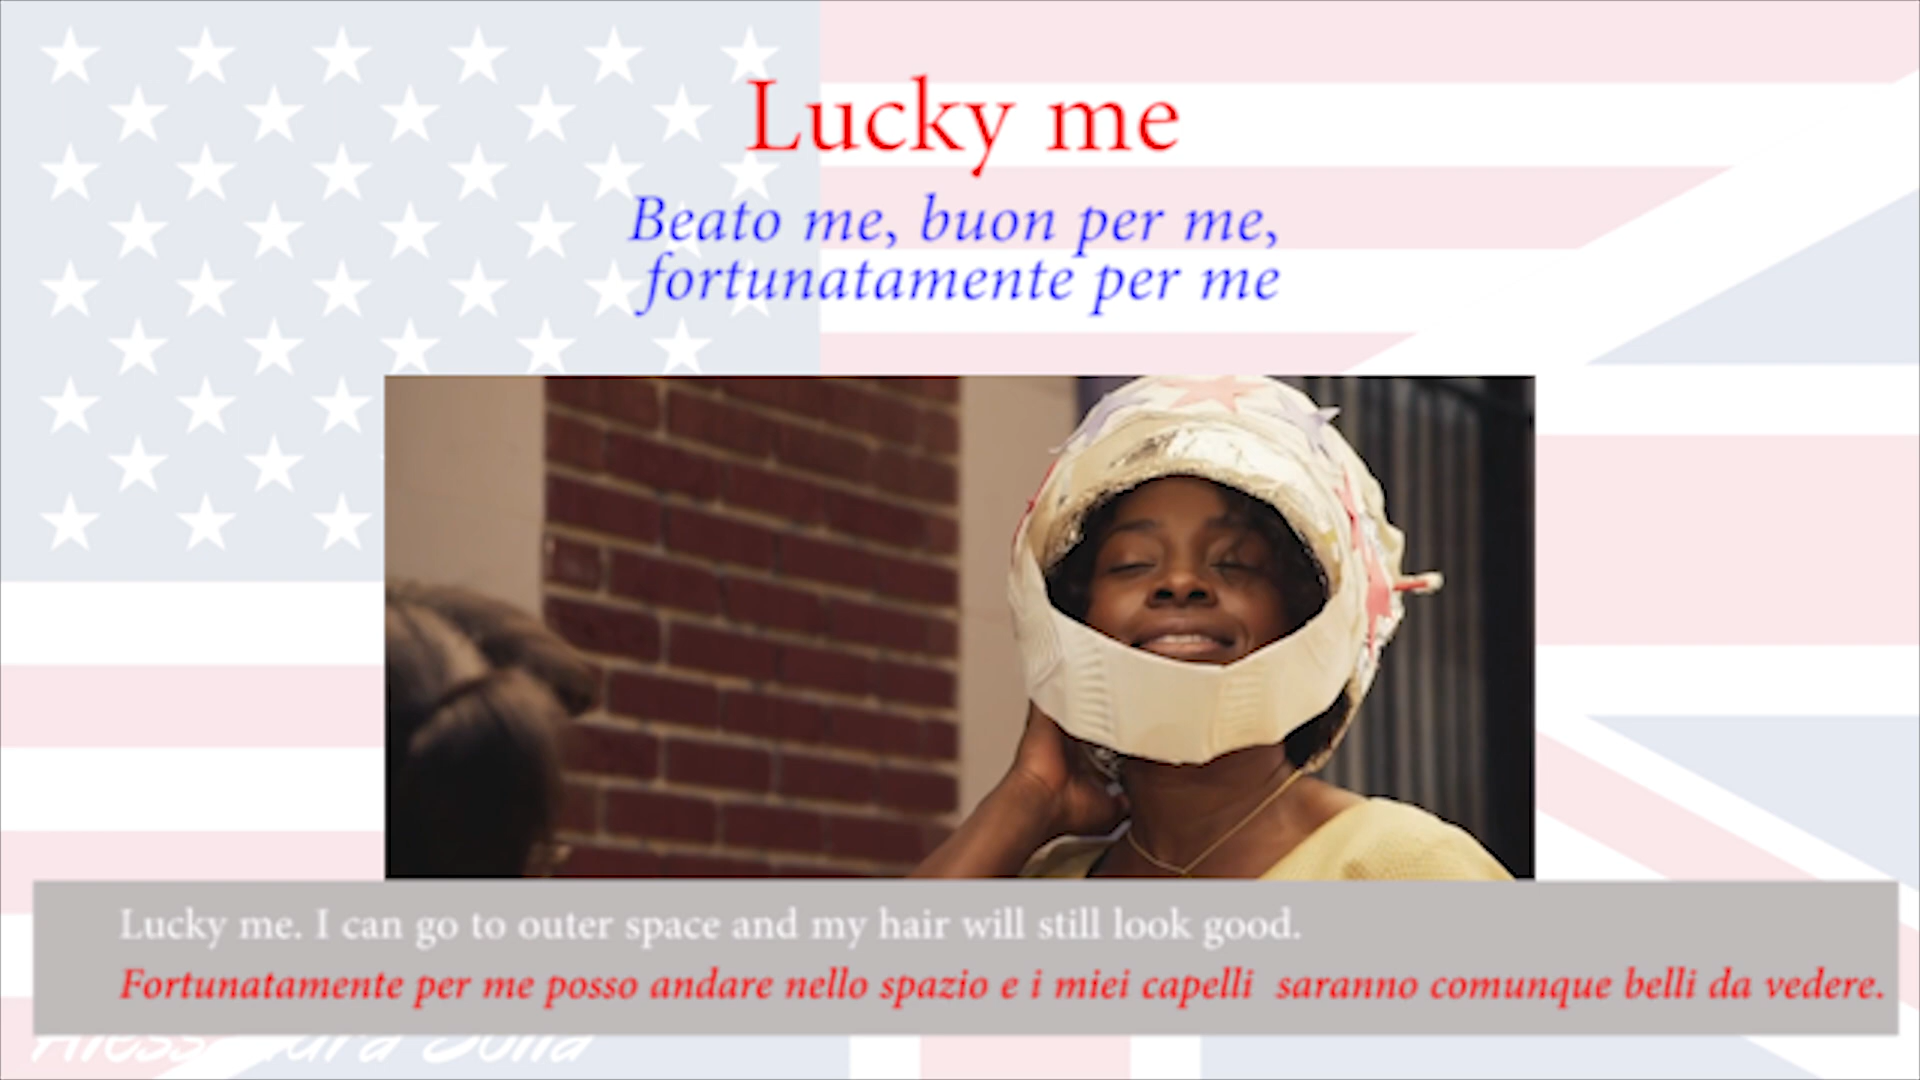 Lucky me
Beato me, buon per me,
fortunatamente per me
Lucky me. I can go to outer space and my hair will still look good.
Fortunatamente per me posso andare nello spazio e i miei capelli saranno comunque belli da vedere.